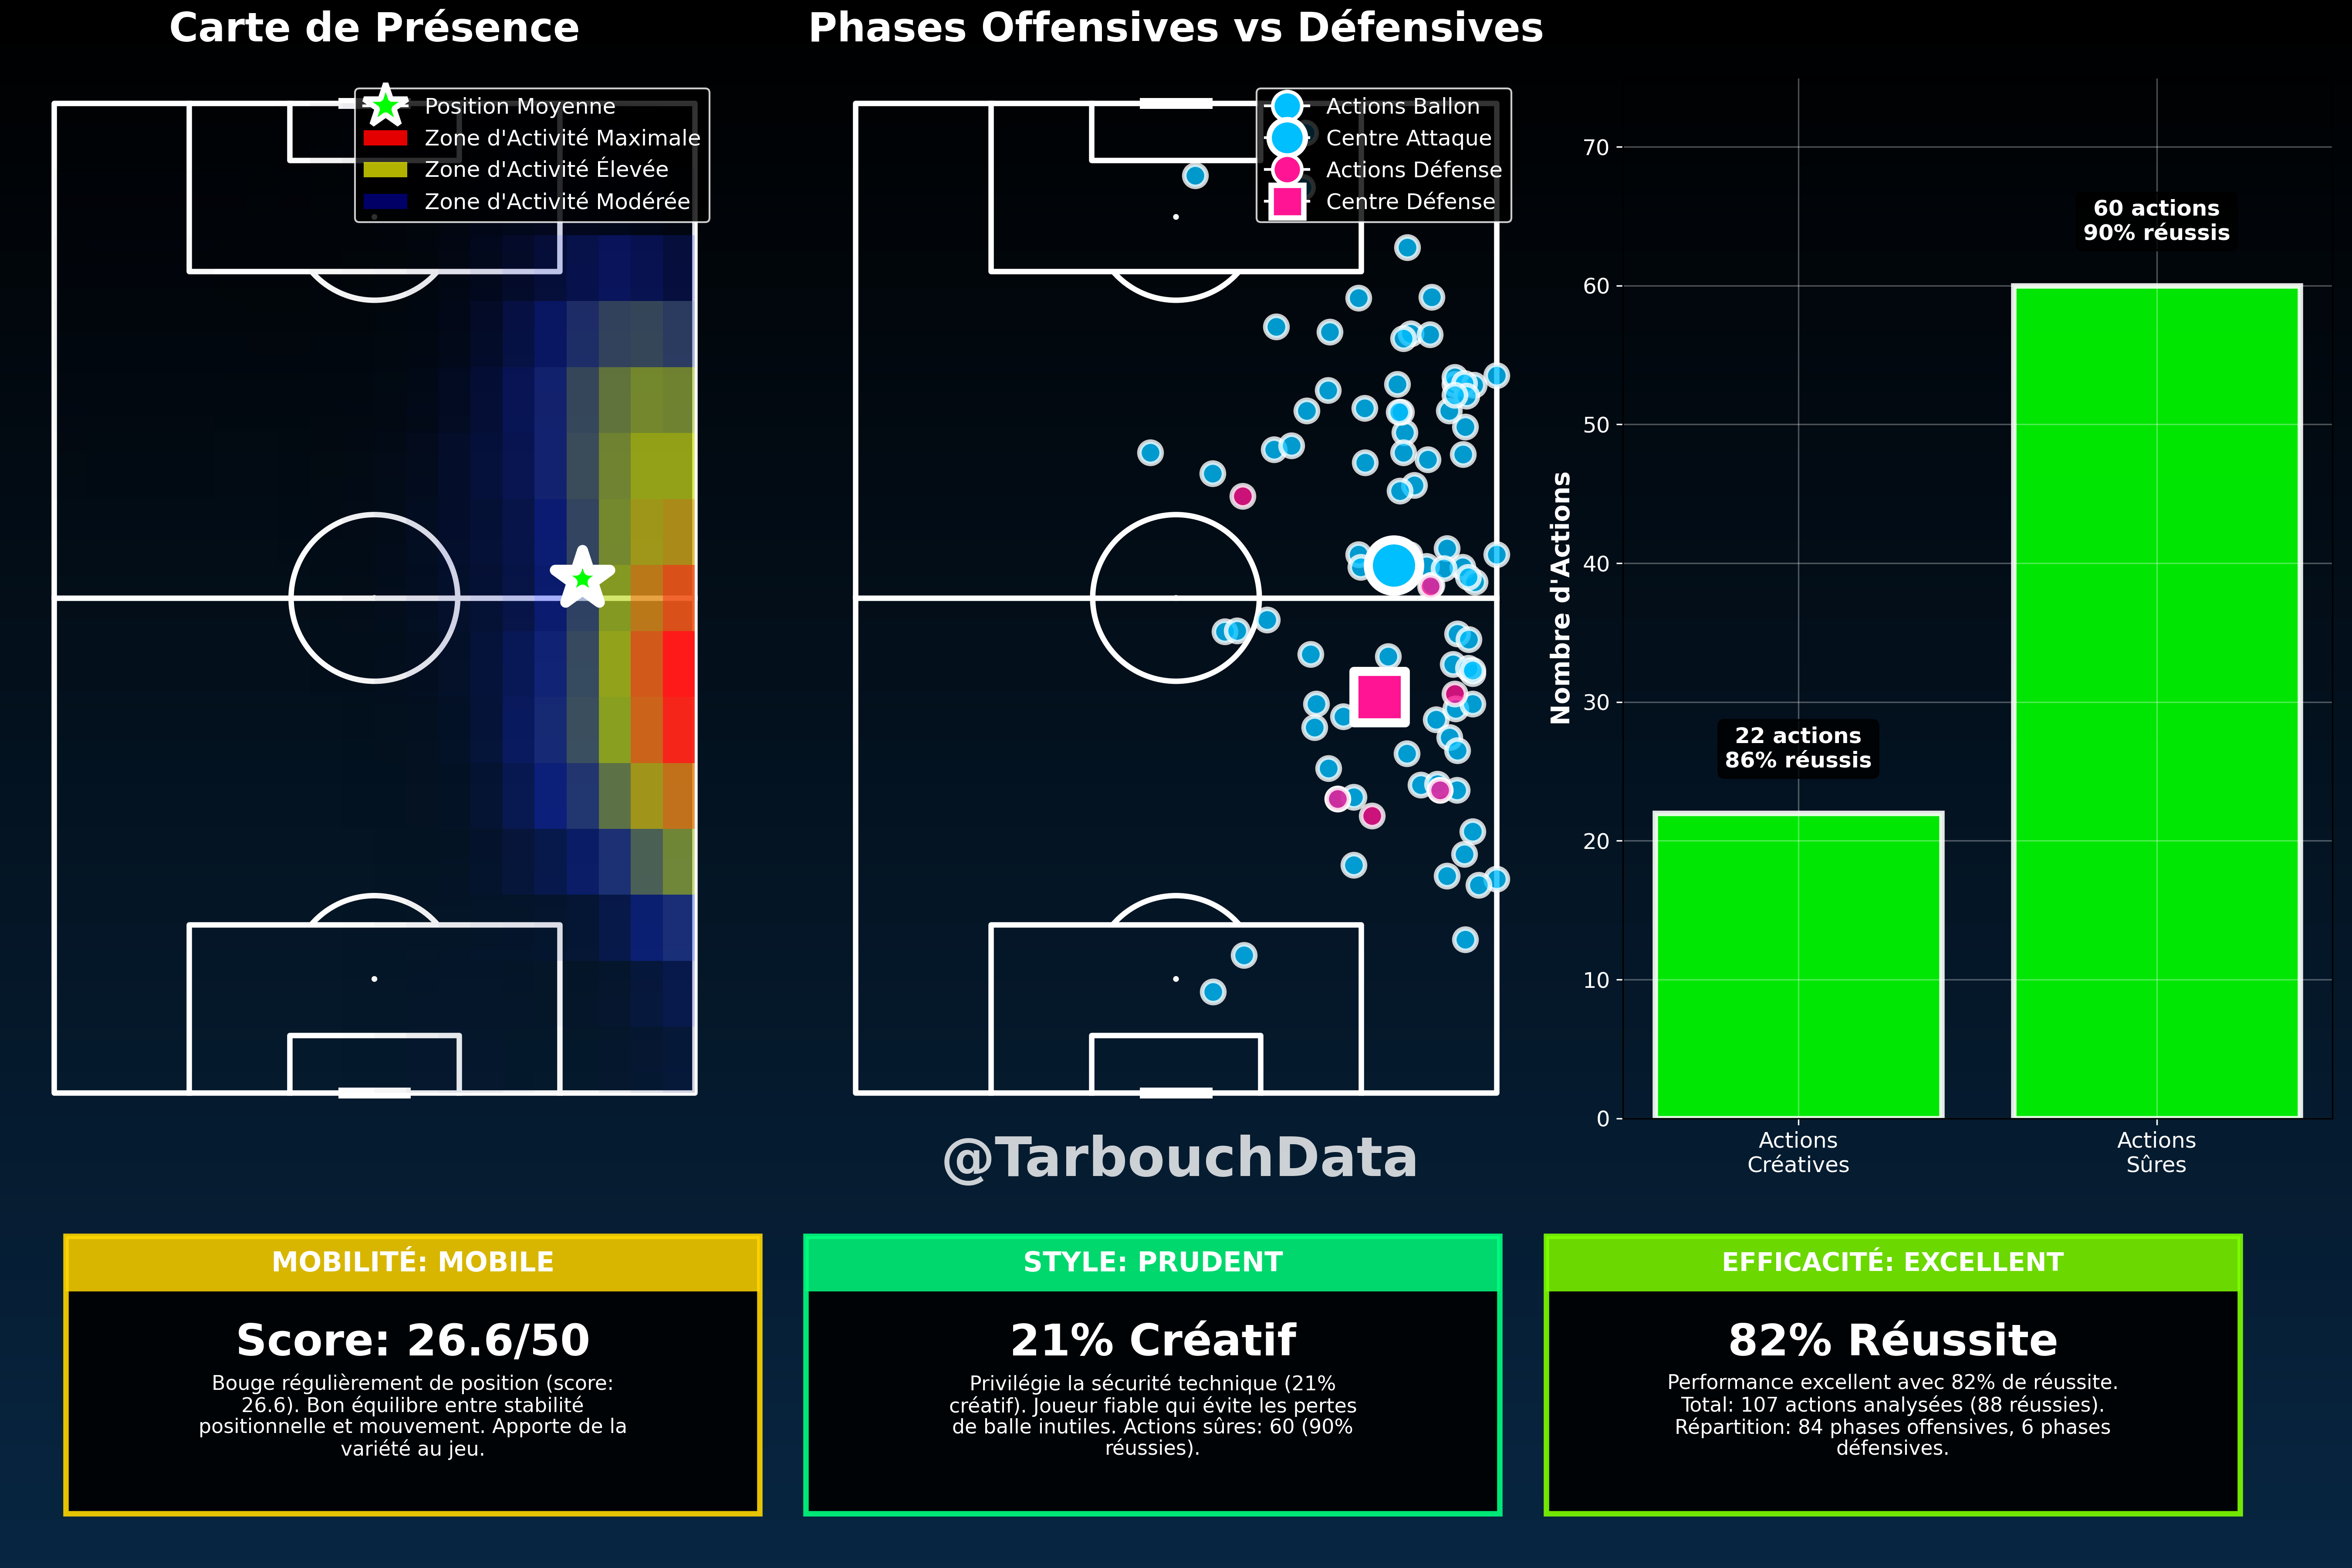 Carte de Présence
Position Moyenne
Zone d'Activité Maximale
Zone d'Activité Élevée
Zone d'Activité Modérée
Phases Offensives vs Défensives
Actions Ballon
Centre Attaque
Actions Défense
Centre Défense
Nombre d'Actions
70
60
50
40
30
20
10
0
22 actions
86% réussis
60 actions
90% réussis
Actions
Créatives
Actions
Sûres
@TarbouchData
MOBILITÉ: MOBILE
Score: 26.6/50
Bouge régulièrement de position (score:
26.6). Bon équilibre entre stabilité
positionnelle et mouvement. Apporte de la
variété au jeu.
STYLE: PRUDENT
21% Créatif
Privilégie la sécurité technique (21%
créatif). Joueur fiable qui évite les pertes
de balle inutiles. Actions sûres: 60 (90%
réussies).
EFFICACITÉ: EXCELLENT
82% Réussite
Performance excellent avec 82% de réussite.
Total: 107 actions analysées (88 réussies).
Répartition: 84 phases offensives, 6 phases
défensives.